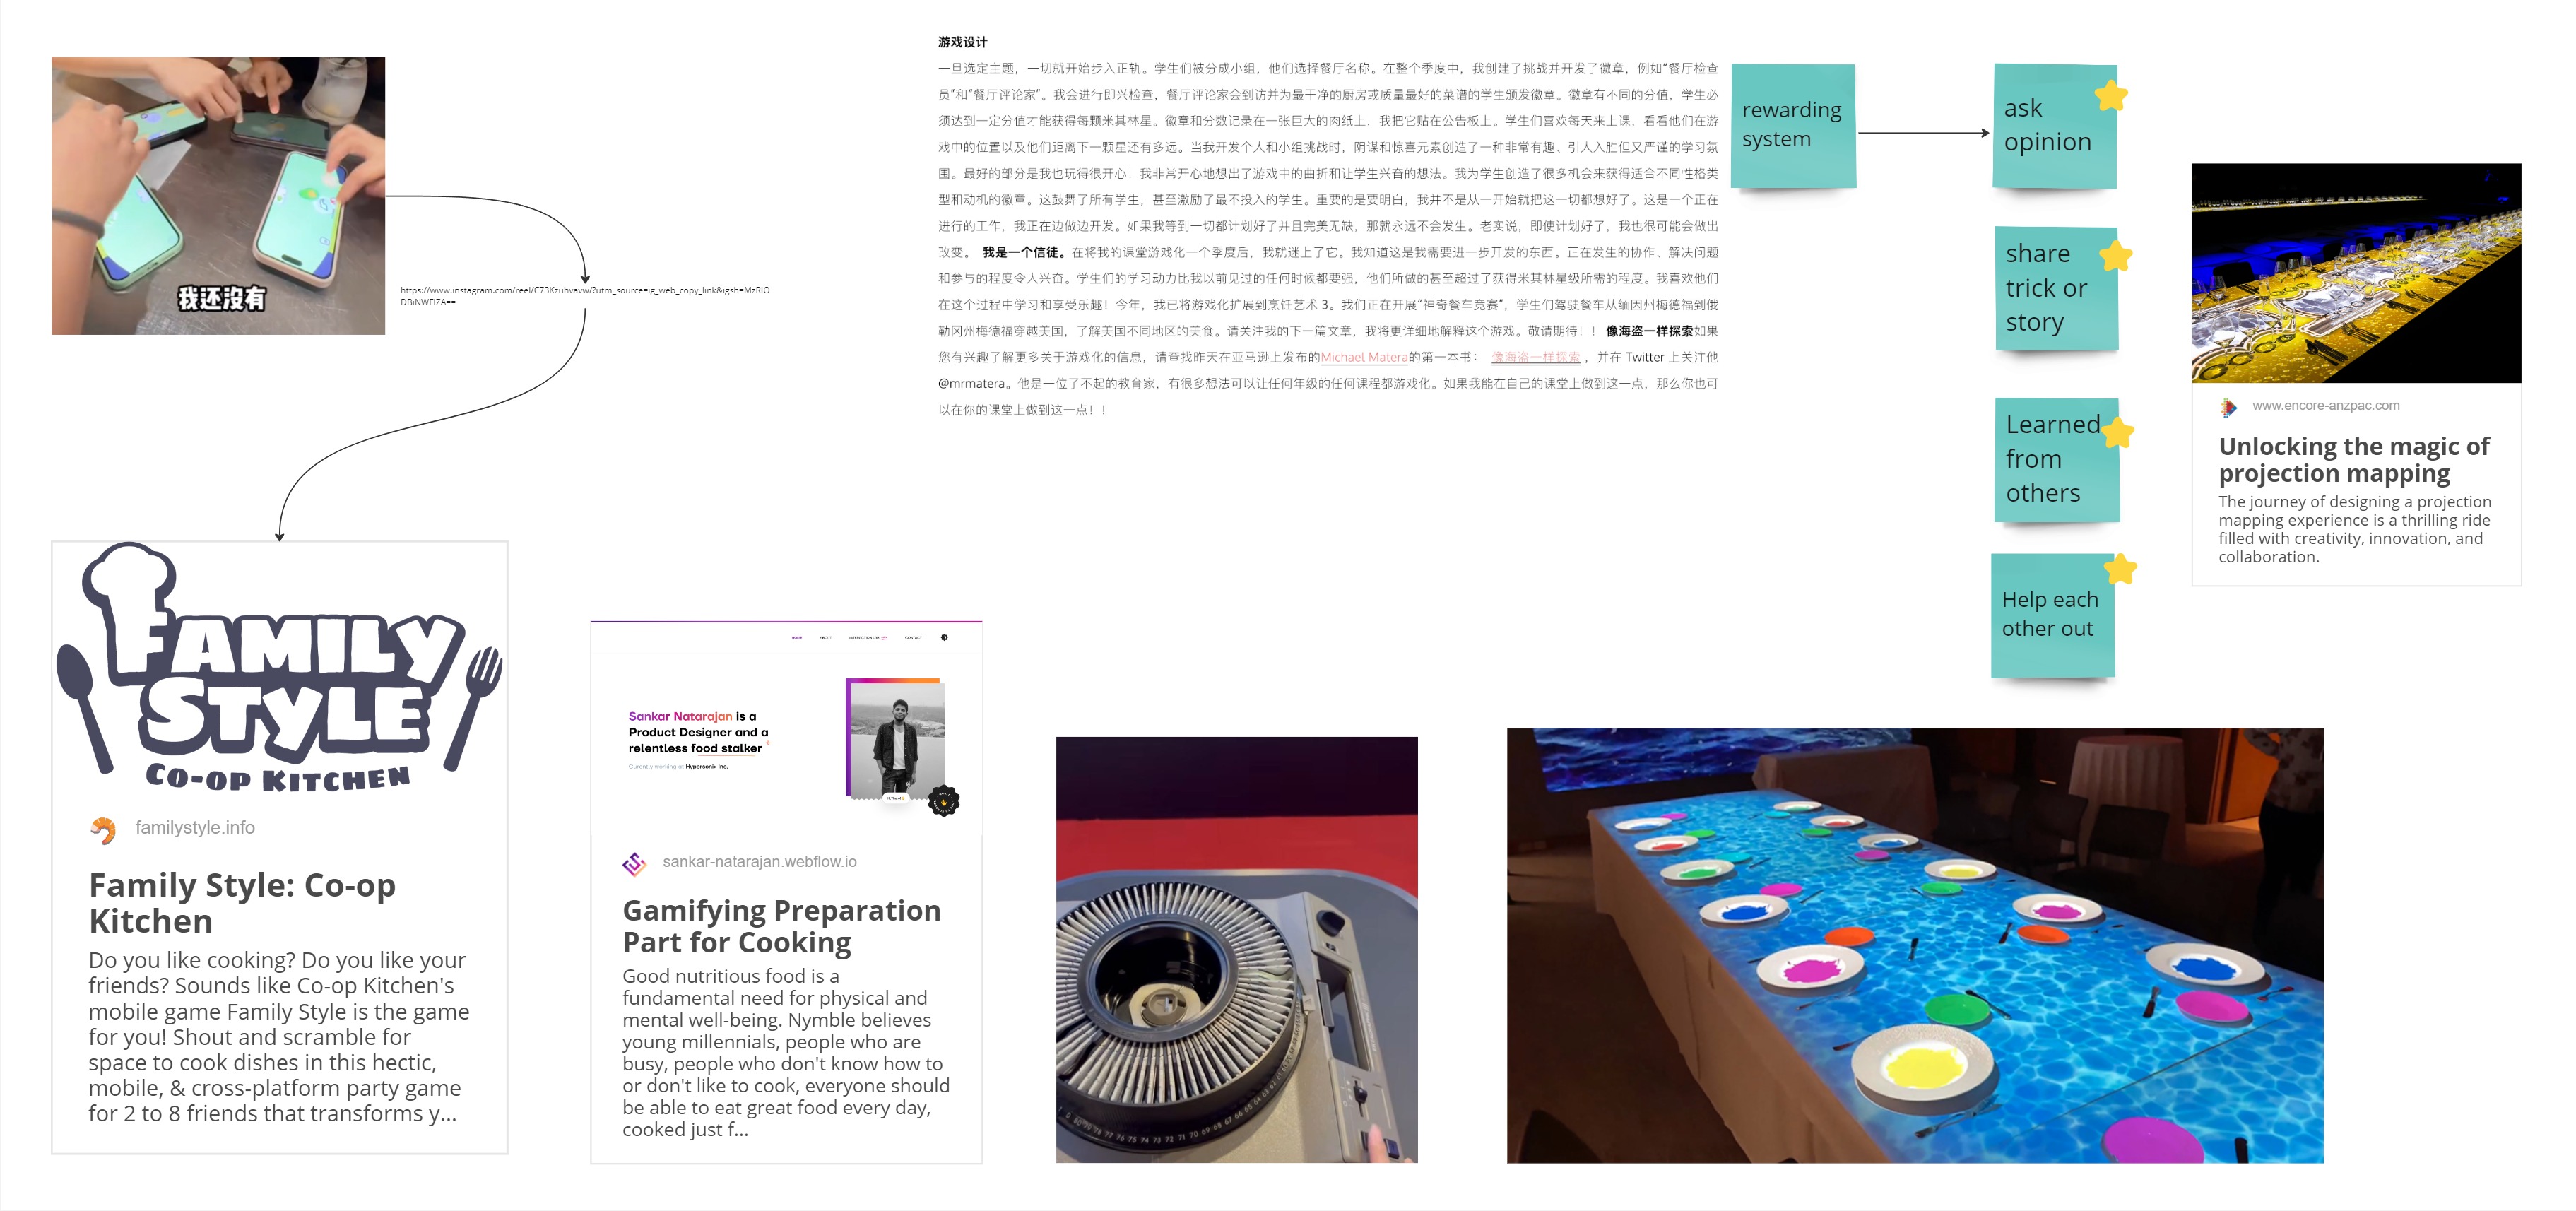 我还没有
https://www.instagram.com/reel/C73Kzuhvavw/?utm_source=ig_web_copy_link&igsh=MzRlO
DBiNWFlZA==
游戏设计
一旦选定主题，一切就开始步入正轨。学生们被分成小组，他们选择餐厅名称。在整个季度中，我创建了挑战并开发了徽章，例如“餐厅检查
员”和“餐厅评论家”。我会进行即兴检查，餐厅评论家会到访并为最干净的厨房或质量最好的菜谱的学生颁发徽章。徽章有不同的分值，学生必
须达到一定分值才能获得每颗米其林星。徽章和分数记录在一张巨大的肉纸上，我把它贴在公告板上。学生们喜欢每天来上课，看看他们在游
戏中的位置以及他们距离下一颗星还有多远。当我开发个人和小组挑战时，阴谋和惊喜元素创造了一种非常有趣、引人入胜但又严谨的学习氛
围。最好的部分是我也玩得很开心！我非常开心地想出了游戏中的曲折和让学生兴奋的想法。我为学生创造了很多机会来获得适合不同性格类
型和动机的徽章。这鼓舞了所有学生，甚至激励了最不投入的学生。重要的是要明白，我并不是从一开始就把这一切都想好了。这是一个正在
进行的工作，我正在边做边开发。如果我等到一切都计划好了并且完美无缺，那就永远不会发生。老实说，即使计划好了，我也很可能会做出
改变。 我是一个信徒。在将我的课堂游戏化一个季度后，我就迷上了它。我知道这是我需要进一步开发的东西。正在发生的协作、解决问题
和参与的程度令人兴奋。学生们的学习动力比我以前见过的任何时候都要强，他们所做的甚至超过了获得米其林星级所需的程度。我喜欢他们
在这个过程中学习和享受乐趣！今年，我已将游戏化扩展到烹饪艺术 3。我们正在开展“神奇餐车竞赛”，学生们驾驶餐车从缅因州梅德福到俄
勒冈州梅德福穿越美国，了解美国不同地区的美食。请关注我的下一篇文章，我将更详细地解释这个游戏。敬请期待！！ 像海盗一样探索如果
您有兴趣了解更多关于游戏化的信息，请查找昨天在亚马逊上发布的Michael Matera的第一本书： 像海盗一样探索 ，并在 Twitter 上关注他
@mrmatera。他是一位了不起的教育家，有很多想法可以让任何年级的任何课程都游戏化。如果我能在自己的课堂上做到这一点，那么你也可
以在你的课堂上做到这一点！！
rewarding
system
ask
opinion
share
trick or
story
Learned
from
others
Help each
other out
www.encore-anzpac.com
Unlocking the magic of
projection mapping
The journey of designing a projection
mapping experience is a thrilling ride
filled with creativity, innovation, and
collaboration.
FAMILY
STYLE
CO-OP KITCHEN
familystyle.info
Family Style: Co-op
Kitchen
Do you like cooking? Do you like your
friends? Sounds like Co-op Kitchen's
mobile game Family Style is the game
for you! Shout and scramble for
space to cook dishes in this hectic,
mobile, & cross-platform party game
for 2 to 8 friends that transforms y...
HOME ABOUT INTERACTION LAB CONTACT
Sankar Natarajan is a
Product Designer and a
relentless food stalker
Currently working at Hypersonix Inc.
sankar-natarajan.webflow.io
Gamifying Preparation
Part for Cooking
Good nutritious food is a
fundamental need for physical and
mental well-being. Nymble believes
young millennials, people who are
busy, people who don't know how to
or don't like to cook, everyone should
be able to eat great food every day,
cooked just f...